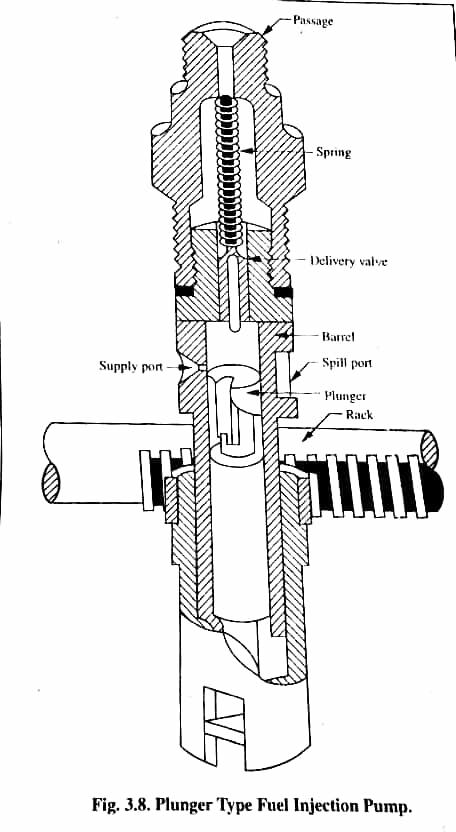 Passage
Spring
Delivery valve
Barrel
Supply port
Spill port
Plunger
Rack
Fig. 3.8. Plunger Type Fuel Injection Pump.